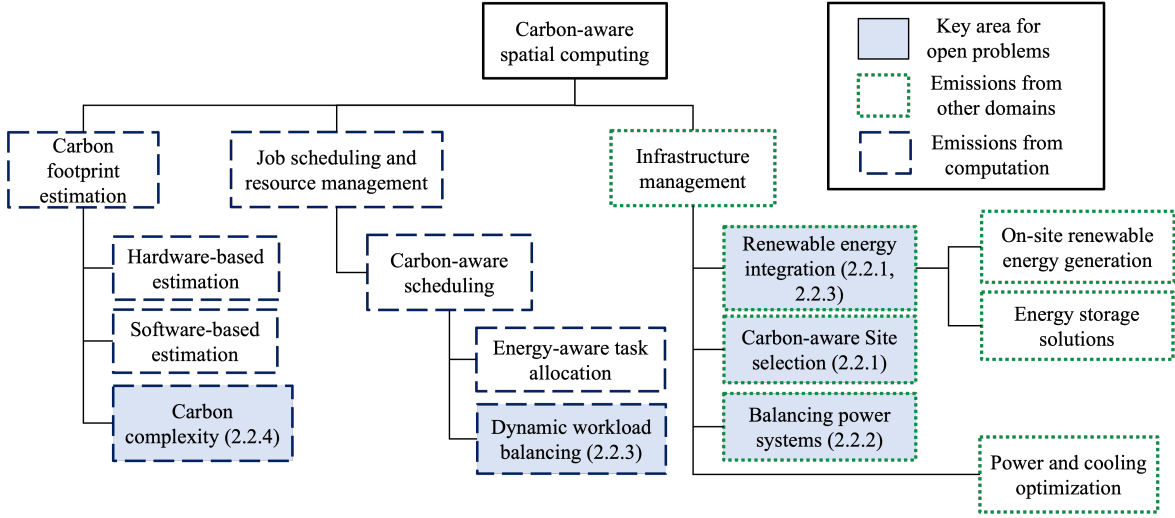 Carbon-aware
spatial computing
Key area for
open problems
Emissions from
other domains
Emissions from
computation
Carbon
footprint
estimation
Job scheduling and
resource management
Infrastructure
management
Hardware-based
estimation
Software-based
estimation
Carbon
complexity (2.2.4)
Carbon-aware
scheduling
Energy-aware task
allocation
Dynamic workload
balancing (2.2.3)
Renewable energy
integration (2.2.1,
2.2.3)
Carbon-aware Site
selection (2.2.1)
Balancing power
systems (2.2.2)
On-site renewable
energy generation
Energy storage
solutions
Power and cooling
optimization